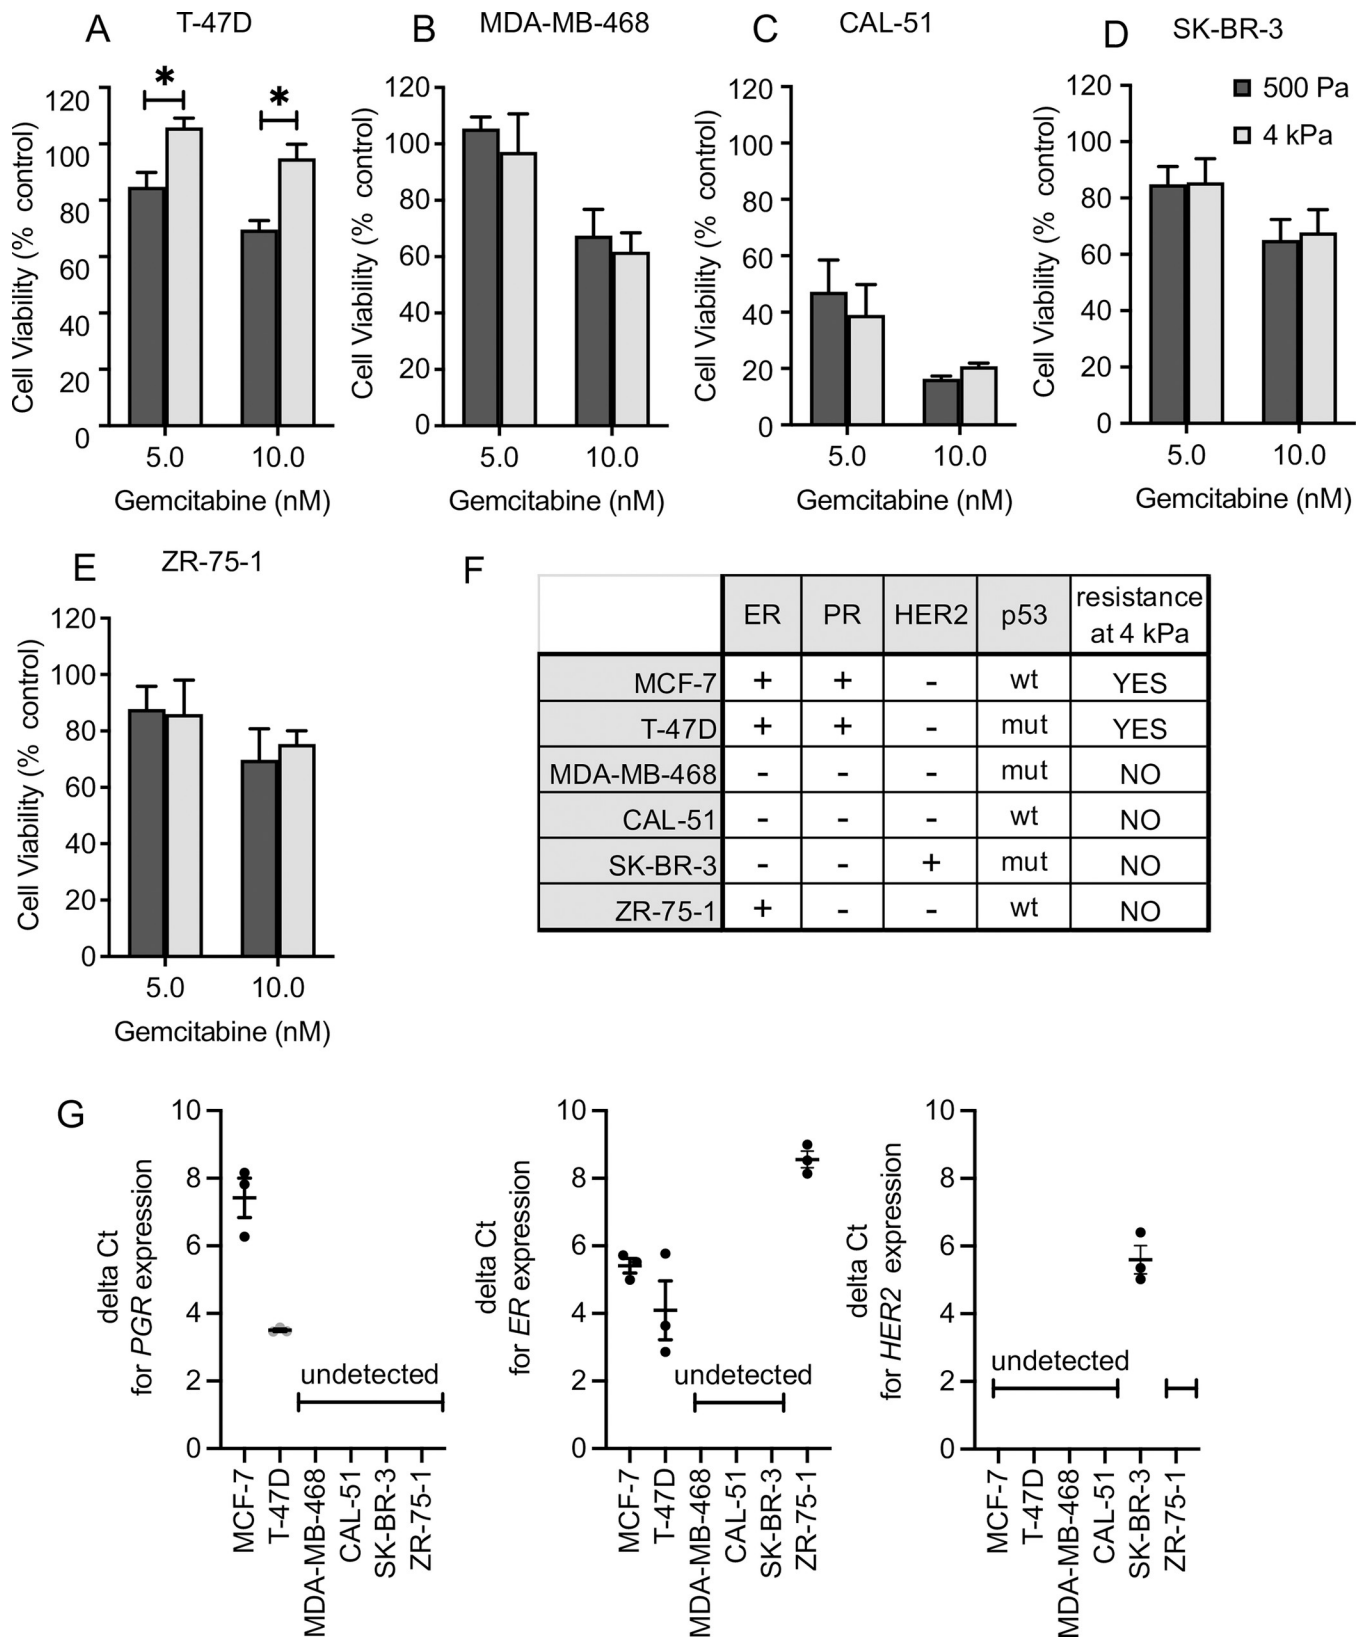 A
T-47D
Cell Viability (% control)
120
100
80
60
40
20
0
*
*
5.0
10.0
Gemcitabine (nM)
B
MDA-MB-468
Cell Viability (% control)
120
100
80
60
40
20
0
5.0
10.0
Gemcitabine (nM)
C
CAL-51
Cell Viability (% control)
120
100
80
60
40
20
0
5.0
10.0
Gemcitabine (nM)
D
SK-BR-3
500 Pa
4 kPa
Cell Viability (% control)
120
100
80
60
40
20
0
5.0
10.0
Gemcitabine (nM)
E
ZR-75-1
Cell Viability (% control)
120
100
80
60
40
20
0
5.0
10.0
Gemcitabine (nM)
F
ER PR HER2 p53 resistance
at 4 kPa
MCF-7 + + - wt YES
T-47D + + - mut YES
MDA-MB-468 - - - mut NO
CAL-51 - - - wt NO
SK-BR-3 - - + mut NO
ZR-75-1 + - - wt NO
G
delta Ct
for PGR expression
10
8
6
4
2
0
undetected
MCF-7
T-47D
MDA-MB-468
CAL-51
SK-BR-3
ZR-75-1
delta Ct
for ER expression
10
8
6
4
2
0
undetected
MCF-7
T-47D
MDA-MB-468
CAL-51
SK-BR-3
ZR-75-1
delta Ct
for HER2 expression
10
8
6
4
2
0
undetected
MCF-7
T-47D
MDA-MB-468
CAL-51
SK-BR-3
ZR-75-1